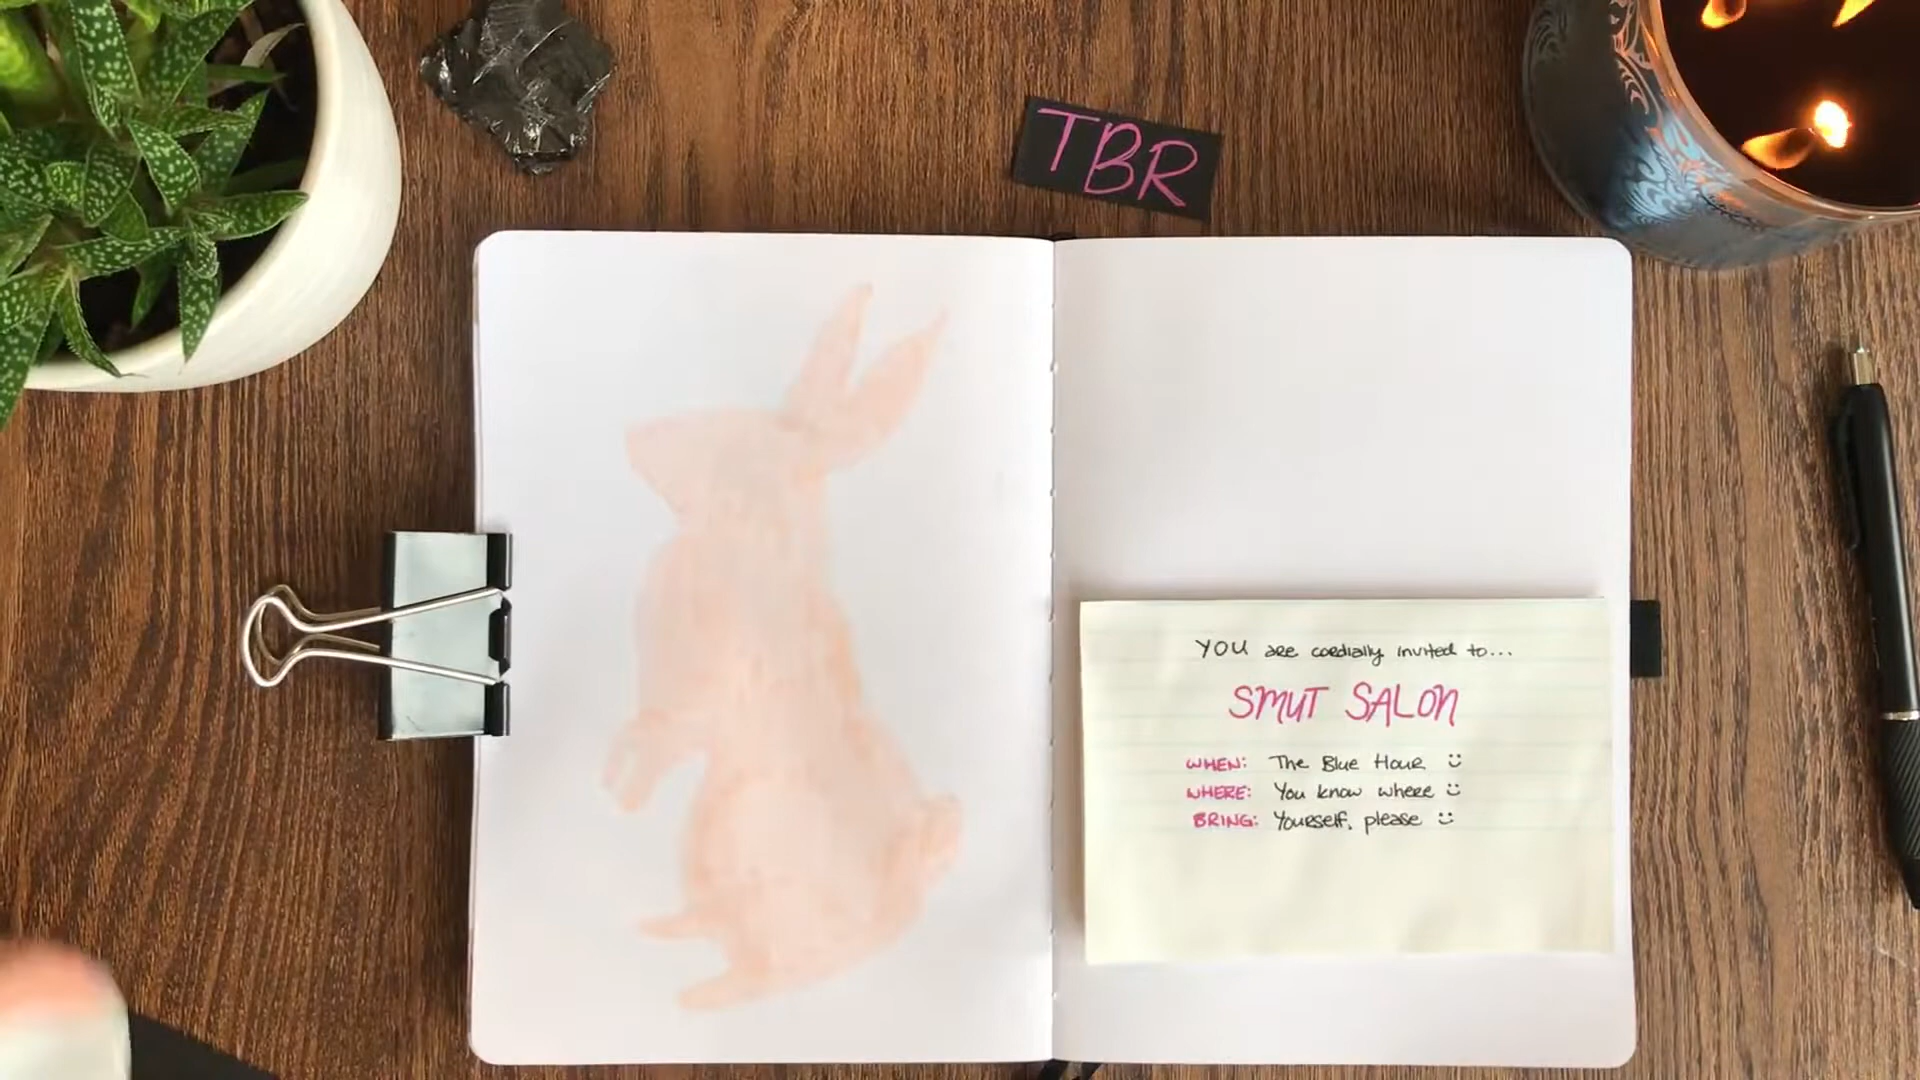 TBR
YOU are cordially invited to...
SMUT SALON
WHEN: The Blue Hour :)
WHERE: You know where :)
BRING: Yourself, please :)